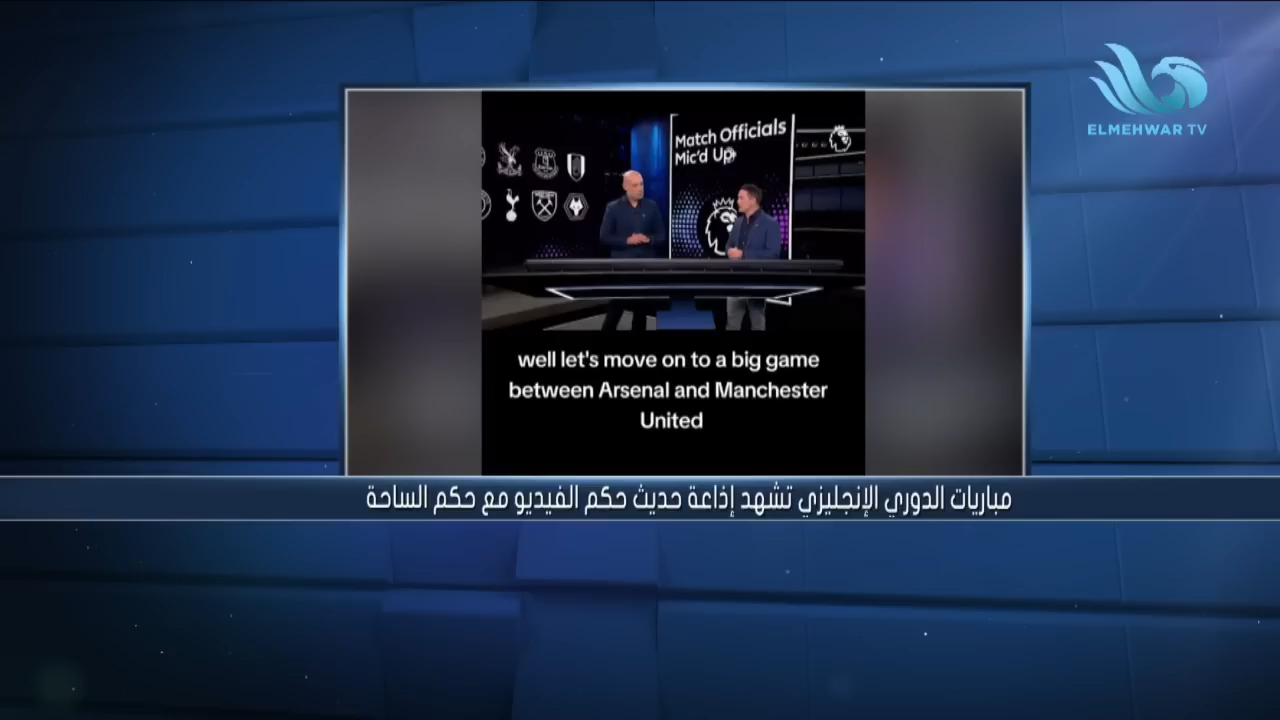 ELMEHWAR TV
Match Officials
Mic'd Up
well let's move on to a big game
between Arsenal and Manchester
United
مباريات الدوري الإنجليزي تشهد إذاعة حديث حكم الفيديو مع حكم الساحة